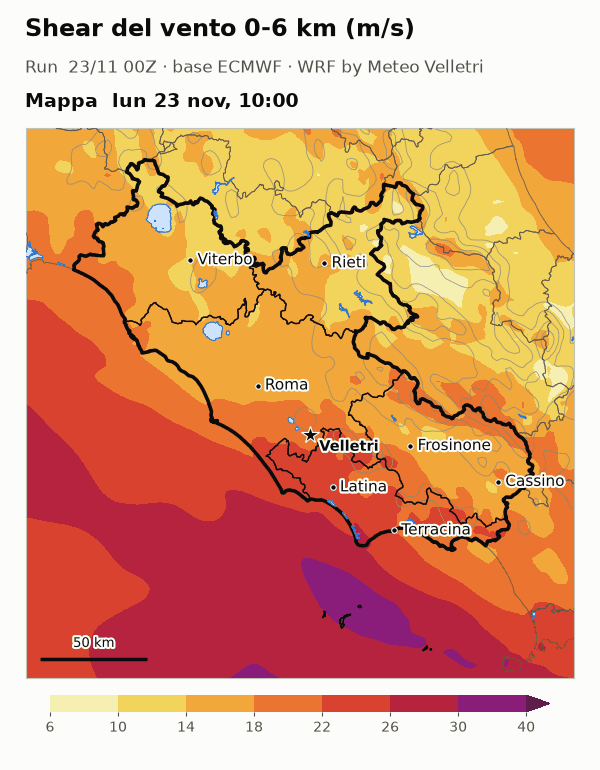 Shear del vento 0-6 km (m/s)
Run 23/11 00Z · base ECMWF · WRF by Meteo Velletri
Mappa lun 23 nov, 10:00
Viterbo
Rieti
Roma
Velletri
Frosinone
Cassino
Latina
Terracina
50 km
6 10 14 18 22 26 30 40